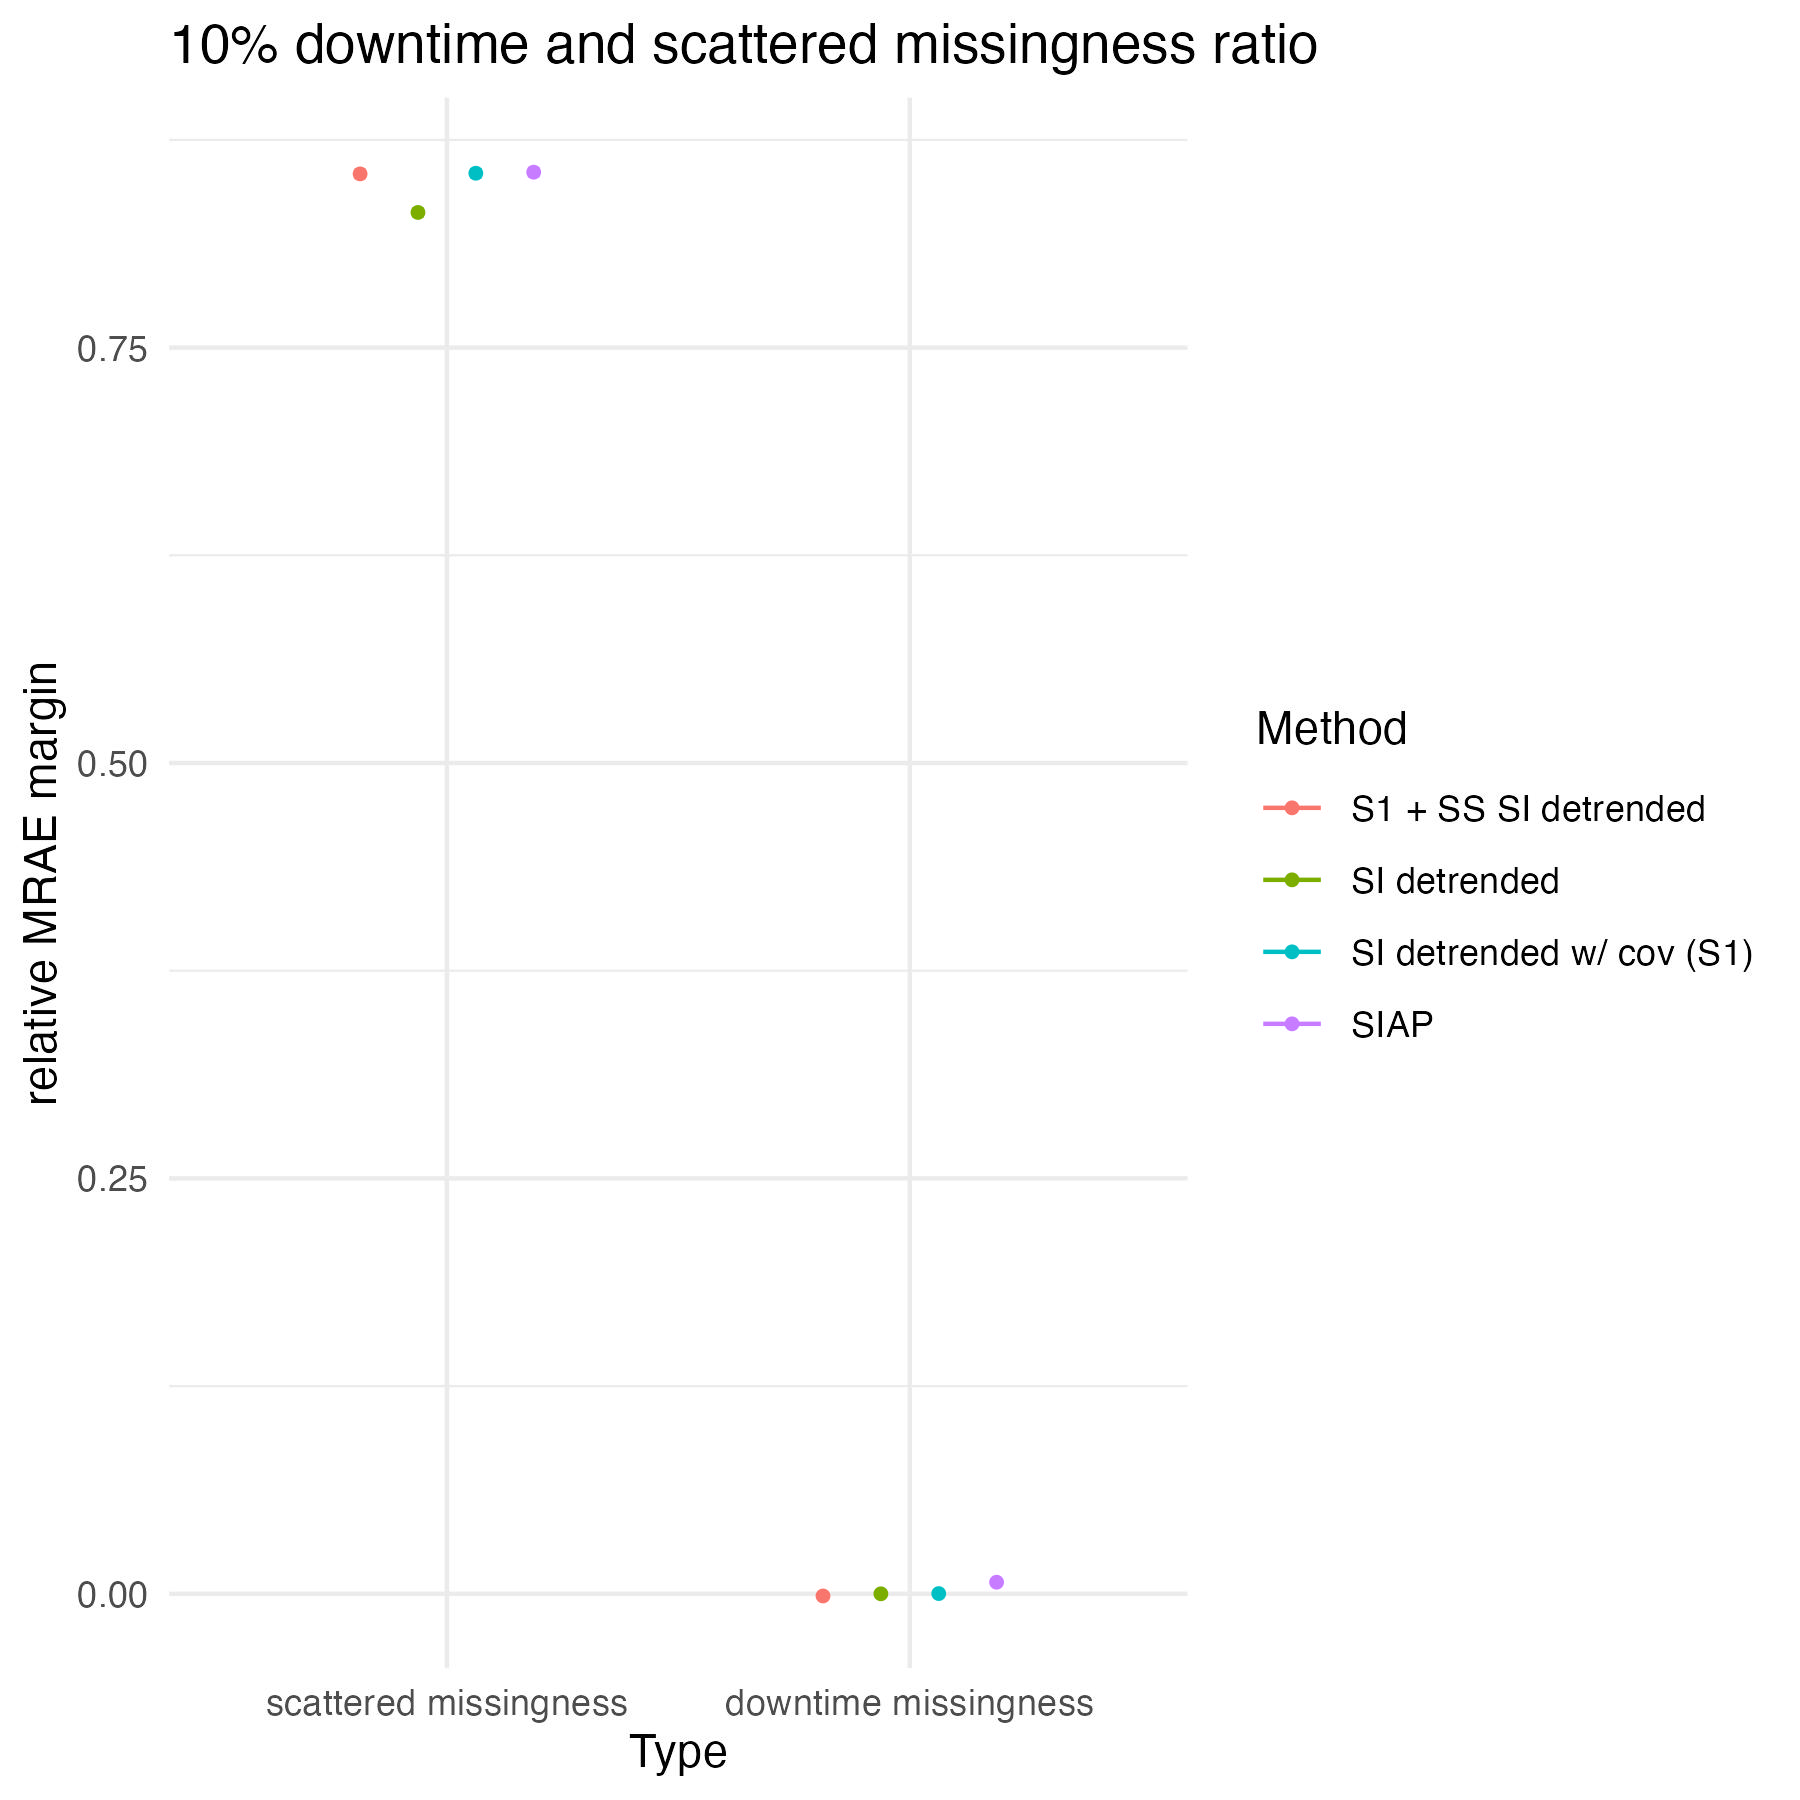 10% downtime and scattered missingness ratio
relative MRAE margin
0.75
0.50
0.25
0.00
scattered missingness
downtime missingness
Type
Method
S1 + SS SI detrended
SI detrended
SI detrended w/ cov (S1)
SIAP